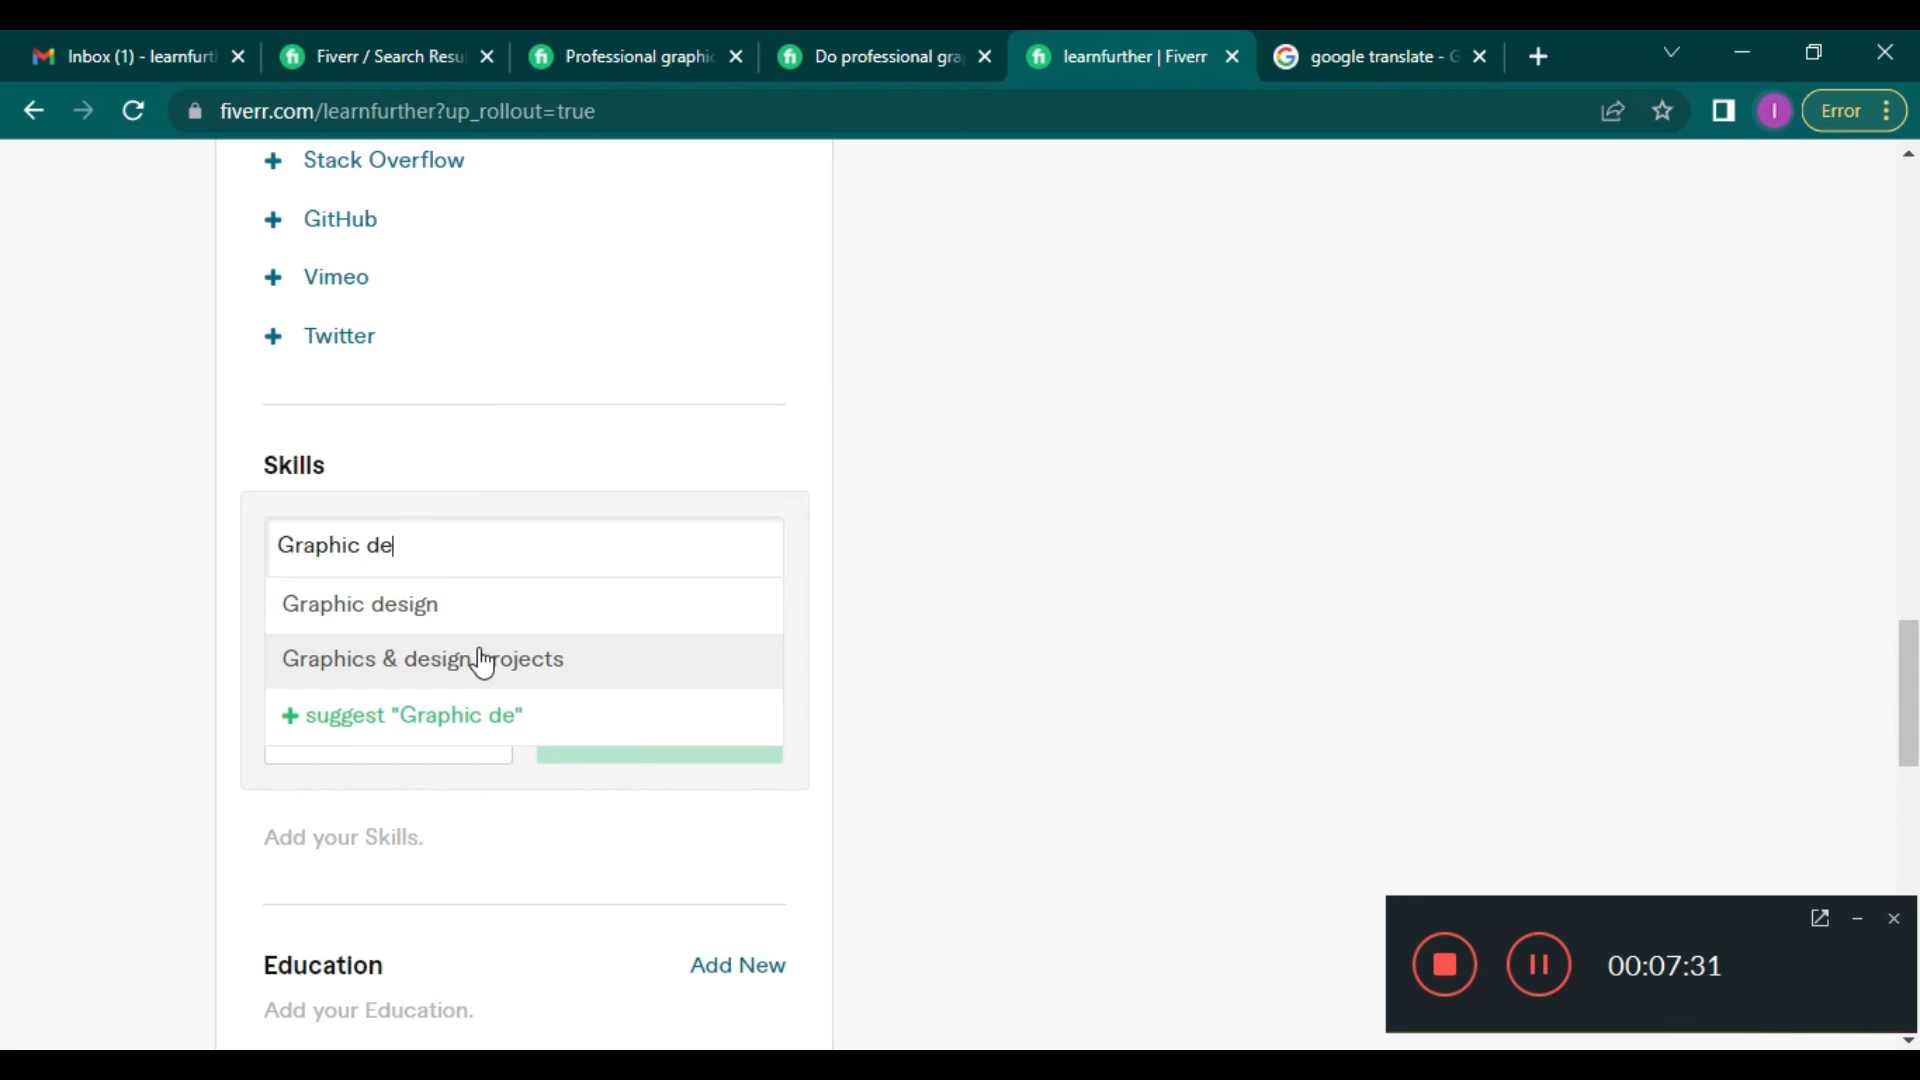 Inbox (1) - learnfurt
Fiverr / Search Resu
Professional graphic
Do professional gra
learnfurther | Fiverr
google translate - G
fiverr.com/learnfurther?up_rollout=true
Error
Stack Overflow
GitHub
Vimeo
Twitter
Skills
Graphic de
Graphic design
Graphics & design projects
+ suggest "Graphic de"
Add your Skills.
Education
Add New
Add your Education.
00:07:31